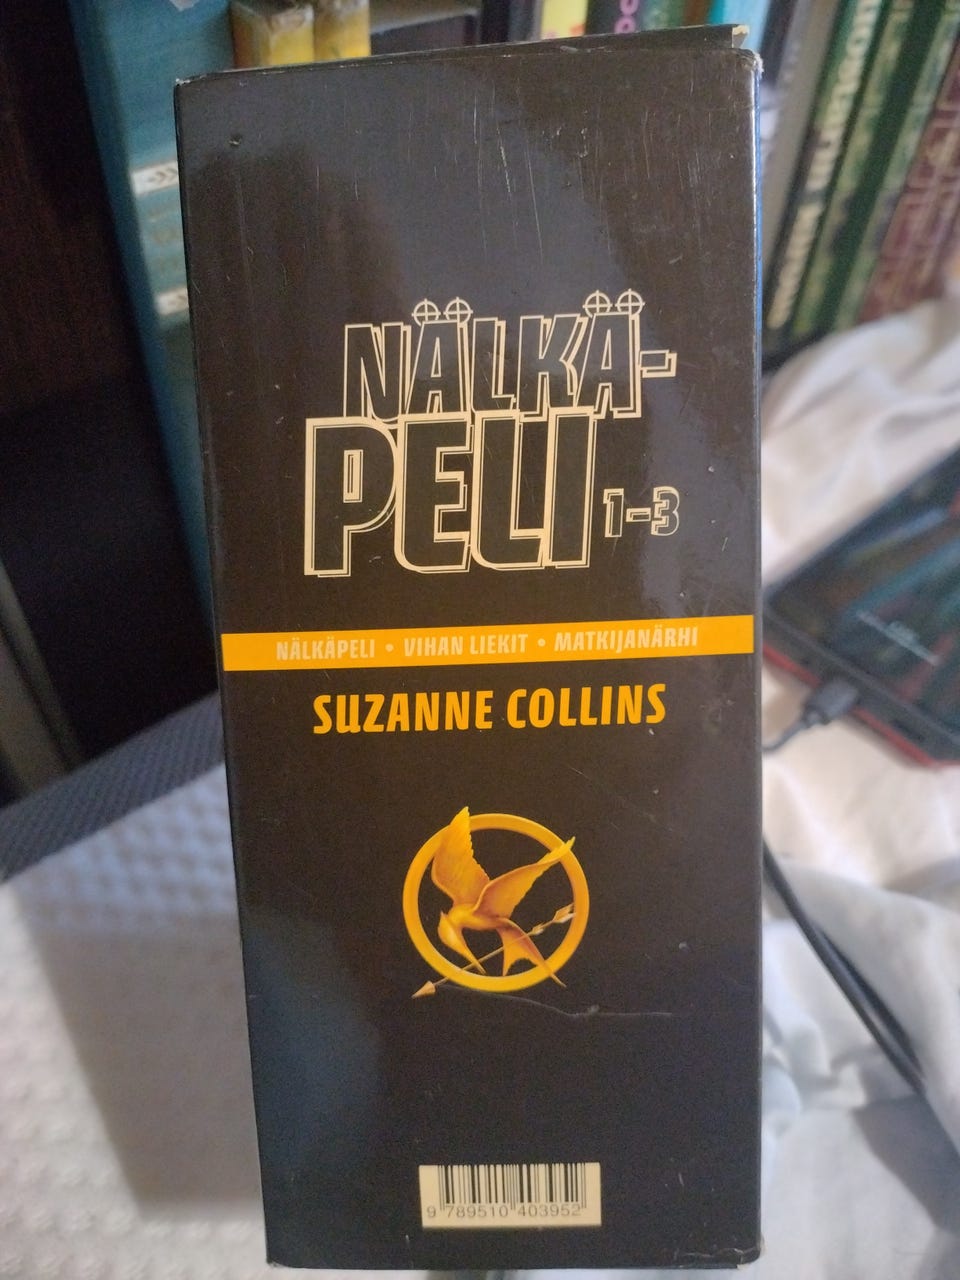 NÄLKÄ-
PELI 1-3
NÄLKÄPELI • VIHAN LIEKIT • MATKIJANÄRHI
SUZANNE COLLINS
9 789510 403952